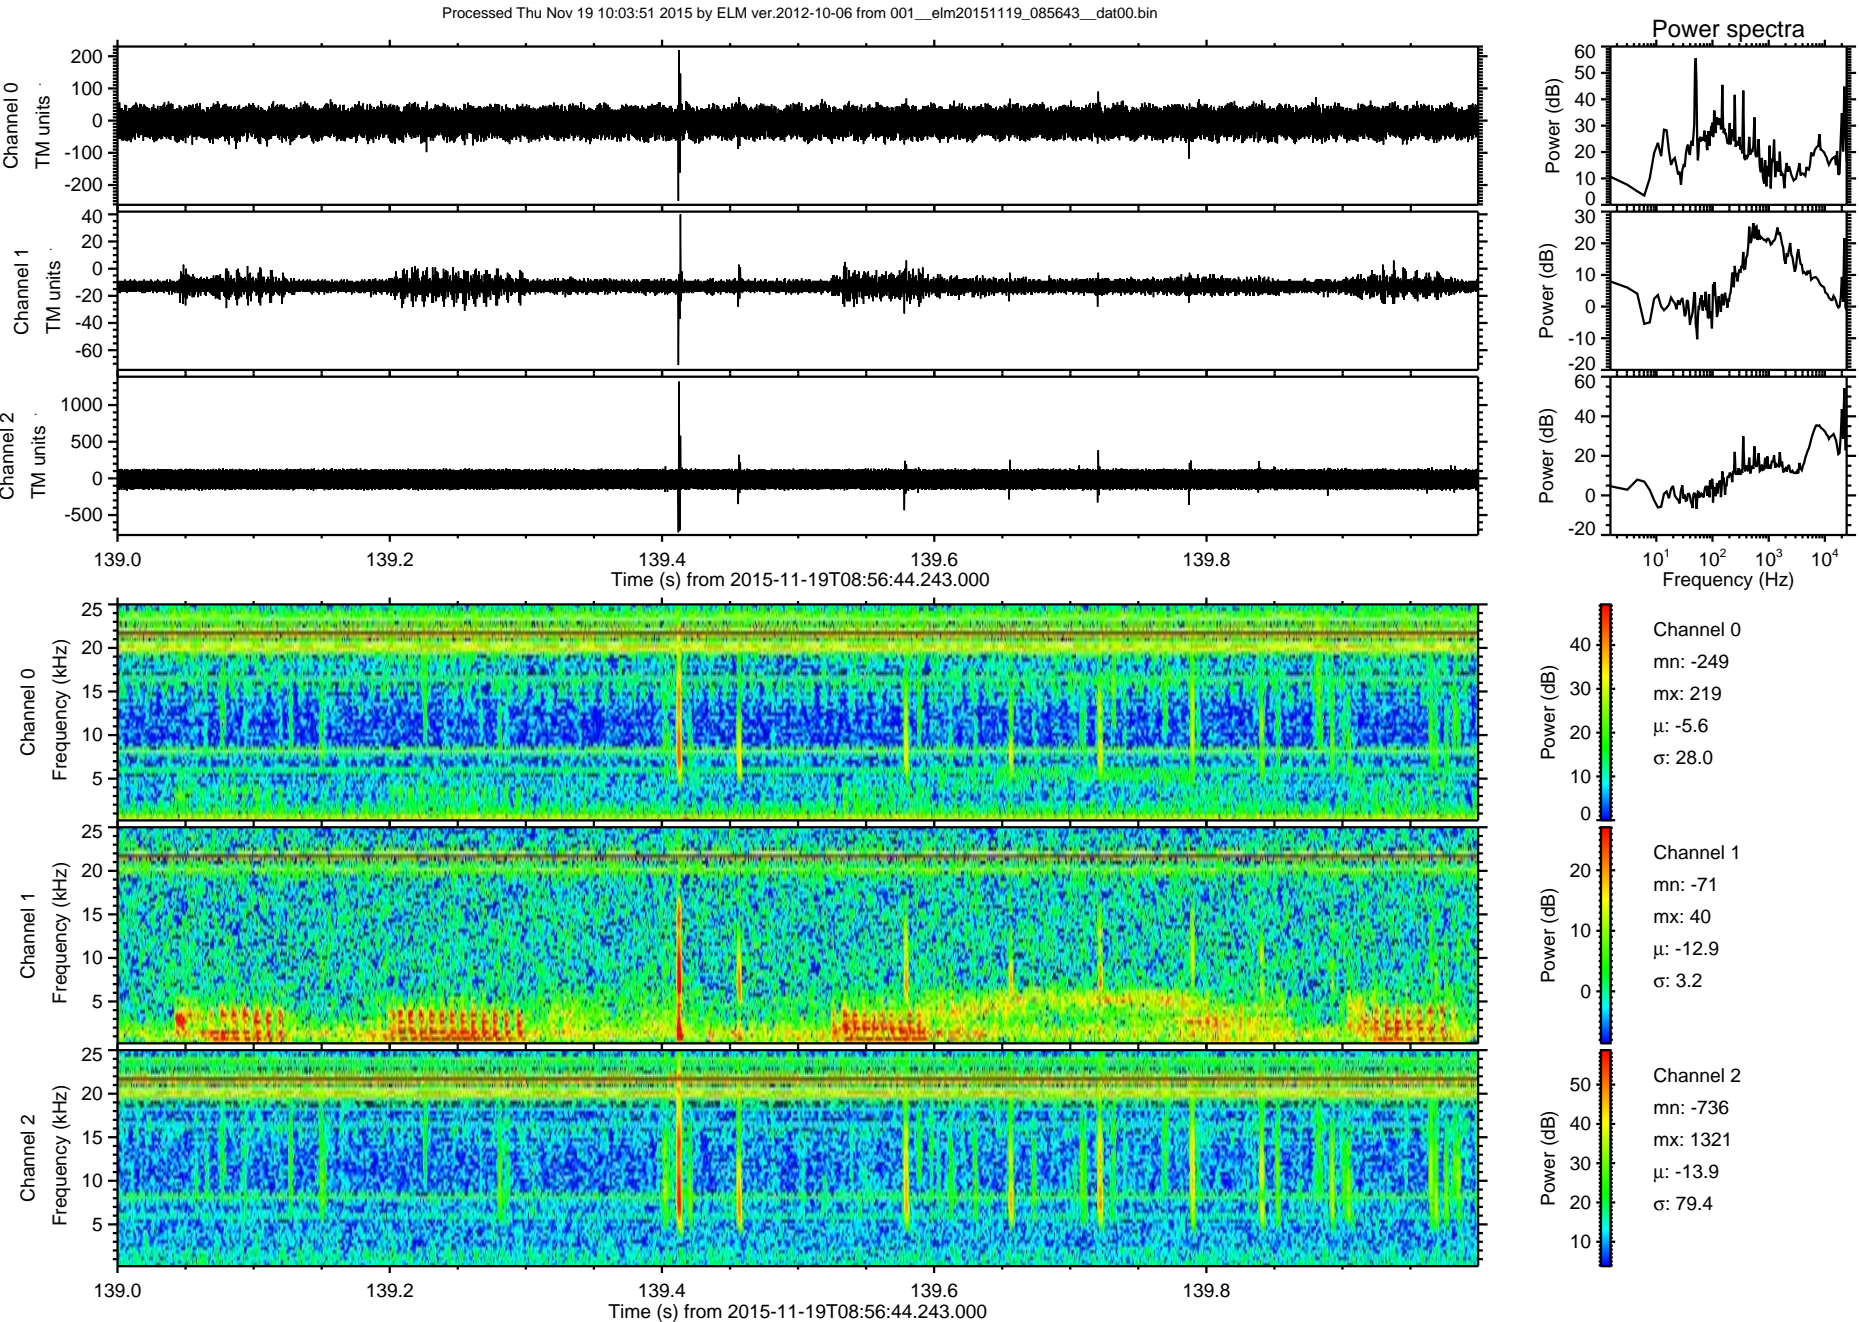 Processed Thu Nov 19 10:03:51 2015 by ELM ver.2012-10-06 from 001__elm20151119_085643__dat00.bin
Power spectra
Channel 0
TM units
200
100
0
-100
-200
Power (dB)
60
50
40
30
20
10
0
Channel 1
TM units
40
20
0
-20
-40
-60
Power (dB)
30
20
10
0
-10
-20
Channel 2
TM units
1000
500
0
-500
Power (dB)
60
40
20
0
-20
139.0 139.2 139.4 139.6 139.8
Time (s) from 2015-11-19T08:56:44.243.000
10¹ 10² 10³ 10⁴
Frequency (Hz)
Channel 0
Frequency (kHz)
25
20
15
10
5
Power (dB)
40
30
20
10
0
Channel 0
mn: -249
mx: 219
μ: -5.6
σ: 28.0
Channel 1
Frequency (kHz)
25
20
15
10
5
Power (dB)
20
10
0
Channel 1
mn: -71
mx: 40
μ: -12.9
σ: 3.2
Channel 2
Frequency (kHz)
25
20
15
10
5
Power (dB)
50
40
30
20
10
Channel 2
mn: -736
mx: 1321
μ: -13.9
σ: 79.4
139.0 139.2 139.4 139.6 139.8
Time (s) from 2015-11-19T08:56:44.243.000